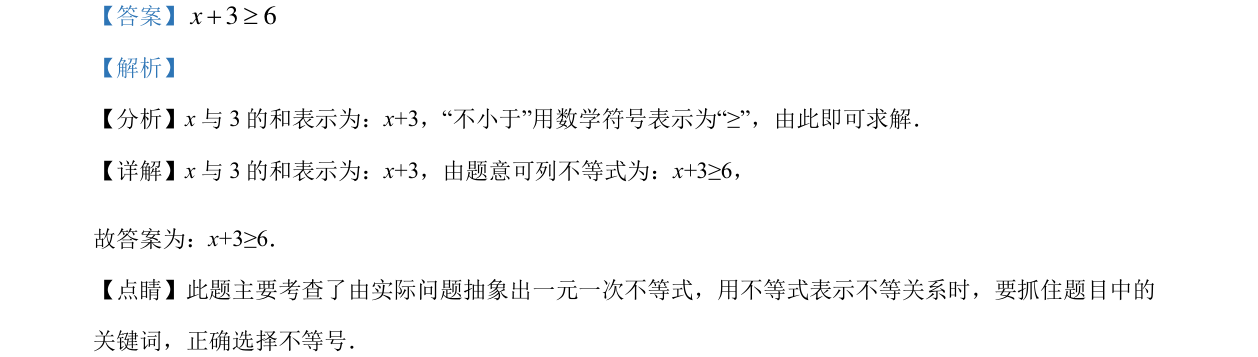 【答案】x+3≥6
【解析】
【分析】x 与 3 的和表示为：x+3，“不小于”用数学符号表示为“≥”，由此即可求解．
【详解】x 与 3 的和表示为：x+3，由题意可列不等式为：x+3≥6，
故答案为：x+3≥6．
【点睛】此题主要考查了由实际问题抽象出一元一次不等式，用不等式表示不等关系时，要抓住题目中的
关键词，正确选择不等号．